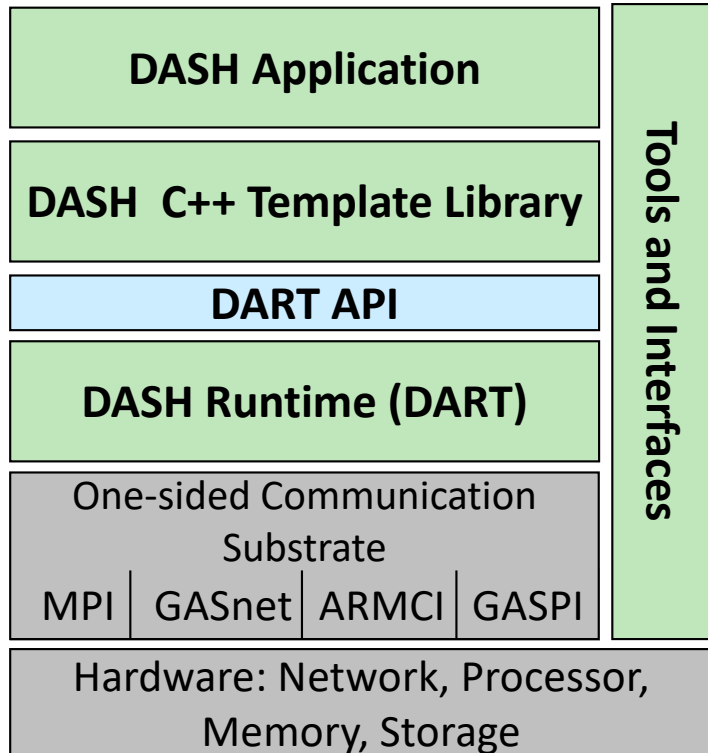 DASH Application
DASH  C++ Template Library
DART API
DASH Runtime (DART)
One-sided Communication
Substrate
MPI
GASnet
ARMCI
GASPI
Tools and Interfaces
Hardware: Network, Processor,
Memory, Storage